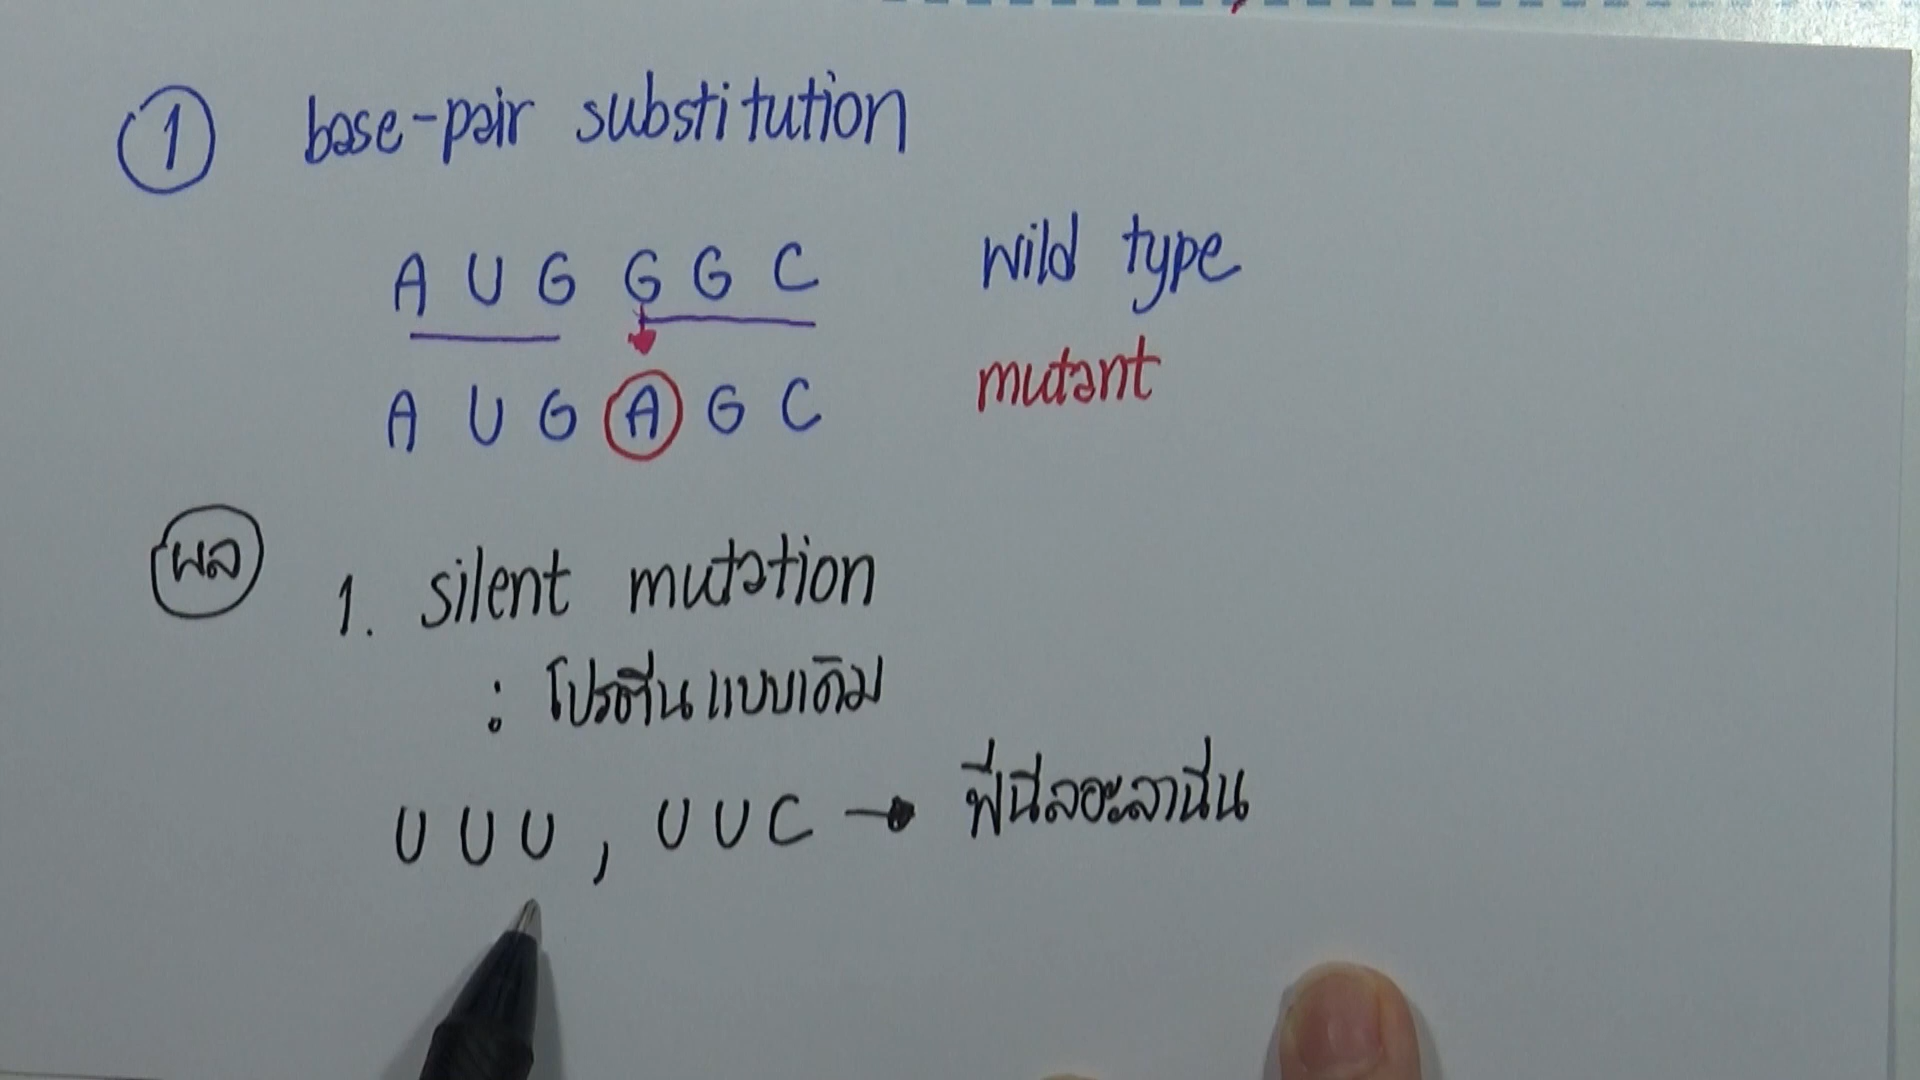 1 base-pair substitution
A U G G G C wild type
A U G A G C mutant
ผล 1. silent mutation
: โปรตีนแบบเดิม
U U U , U U C → ฟีนิลอะลานีน